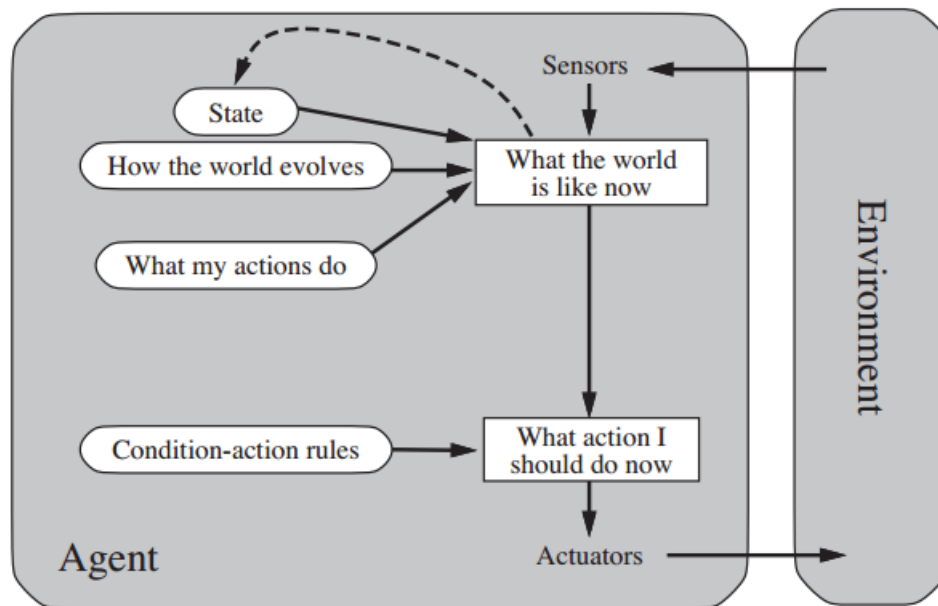 Sensors
State
How the world evolves
What the world
is like now
What my actions do
Condition-action rules
What action I
should do now
Agent
Actuators
Environment